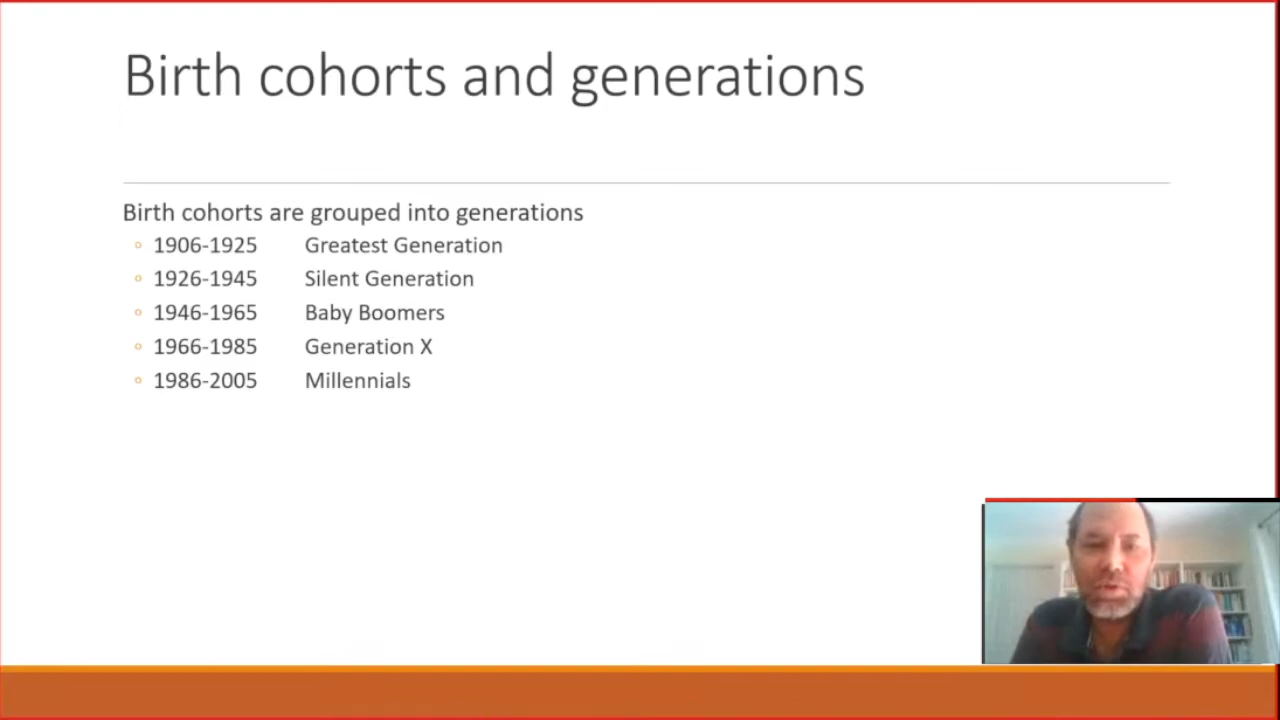 Birth cohorts and generations
Birth cohorts are grouped into generations
1906-1925 Greatest Generation
1926-1945 Silent Generation
1946-1965 Baby Boomers
1966-1985 Generation X
1986-2005 Millennials